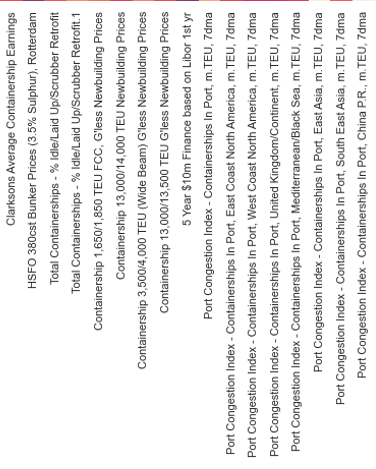 Clarksons Average Containership Earnings
HSFO 380cst Bunker Prices (3.5% Sulphur), Rotterdam
Total Containerships - % Idle/Laid Up/Scrubber Retrofit
Total Containerships - % Idle/Laid Up/Scrubber Retrofit.1
Containership 1,650/1,850 TEU FCC, G'less Newbuilding Prices
Containership 13,000/14,000 TEU Newbuilding Prices
Containership 3,500/4,000 TEU (Wide Beam) G'less Newbuilding Prices
Containership 13,000/13,500 TEU G'less Newbuilding Prices
5 Year $10m Finance based on Libor 1st yr
Port Congestion Index - Containerships In Port, m.TEU, 7dma
Port Congestion Index - Containerships In Port, East Coast North America, m.TEU, 7dma
Port Congestion Index - Containerships In Port, West Coast North America, m.TEU, 7dma
Port Congestion Index - Containerships In Port, United Kingdom/Continent, m.TEU, 7dma
Port Congestion Index - Containerships In Port, Mediterranean/Black Sea, m.TEU, 7dma
Port Congestion Index - Containerships In Port, East Asia, m.TEU, 7dma
Port Congestion Index - Containerships In Port, South East Asia, m.TEU, 7dma
Port Congestion Index - Containerships In Port, China P.R., m.TEU, 7dma